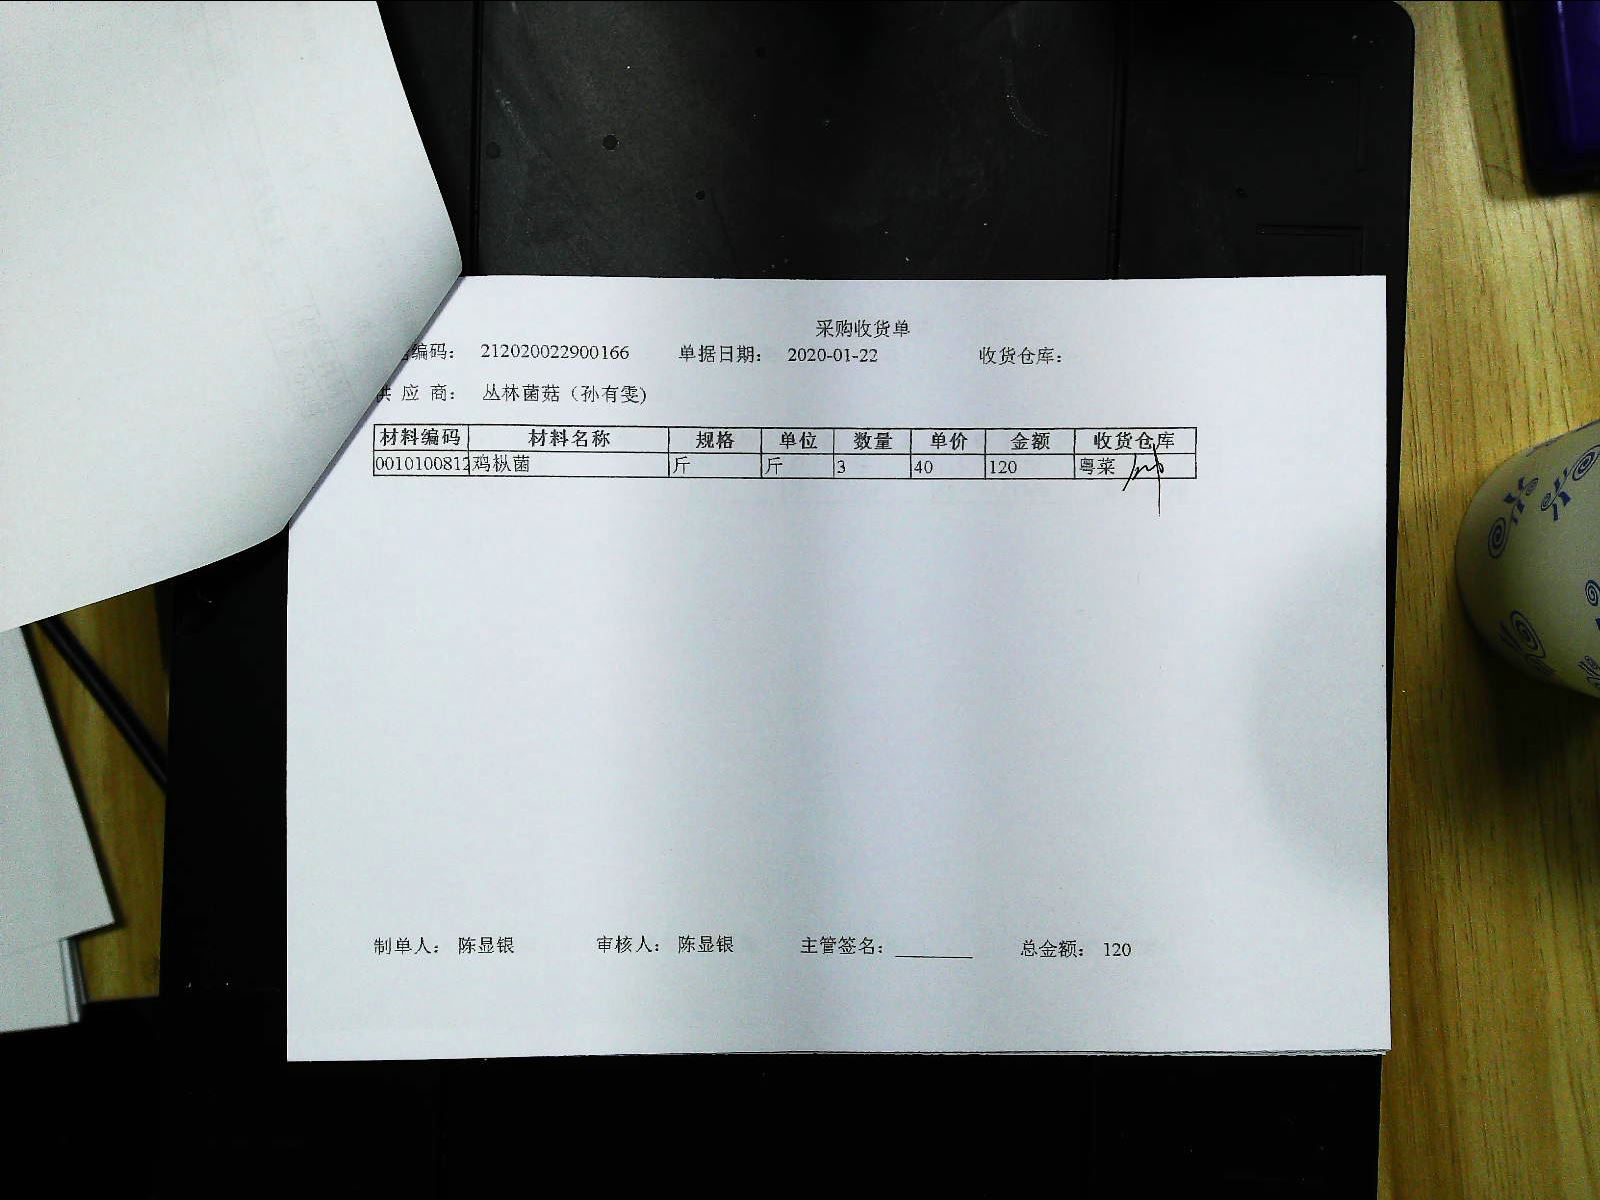 采购收货单
编码： 212020022900166 单据日期： 2020-01-22 收货仓库：
供 应 商： 丛林菌菇（孙有雯)
材料编码 材料名称 规格 单位 数量 单价 金额 收货仓库
0010100812 鸡枞菌 斤 斤 3 40 120 粤菜
制单人： 陈显银 审核人： 陈显银 主管签名： 总金额： 120